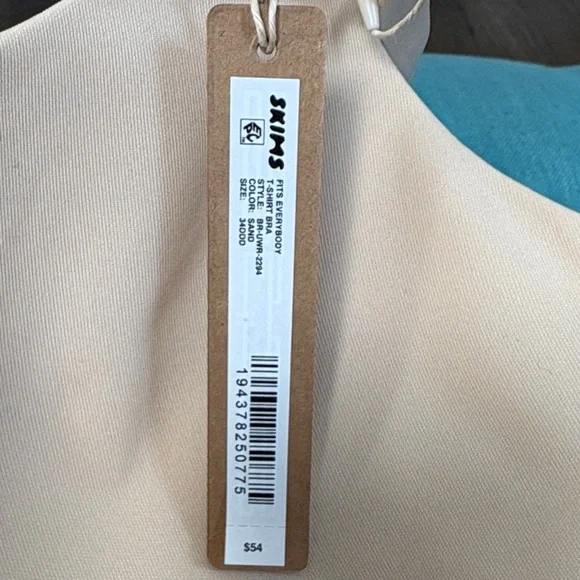 SKIMS
FITS EVERYBODY
T-SHIRT BRA
STYLE: BR-UWR-2294
COLOR: SAND
SIZE: 34DDD
194378250775
$54